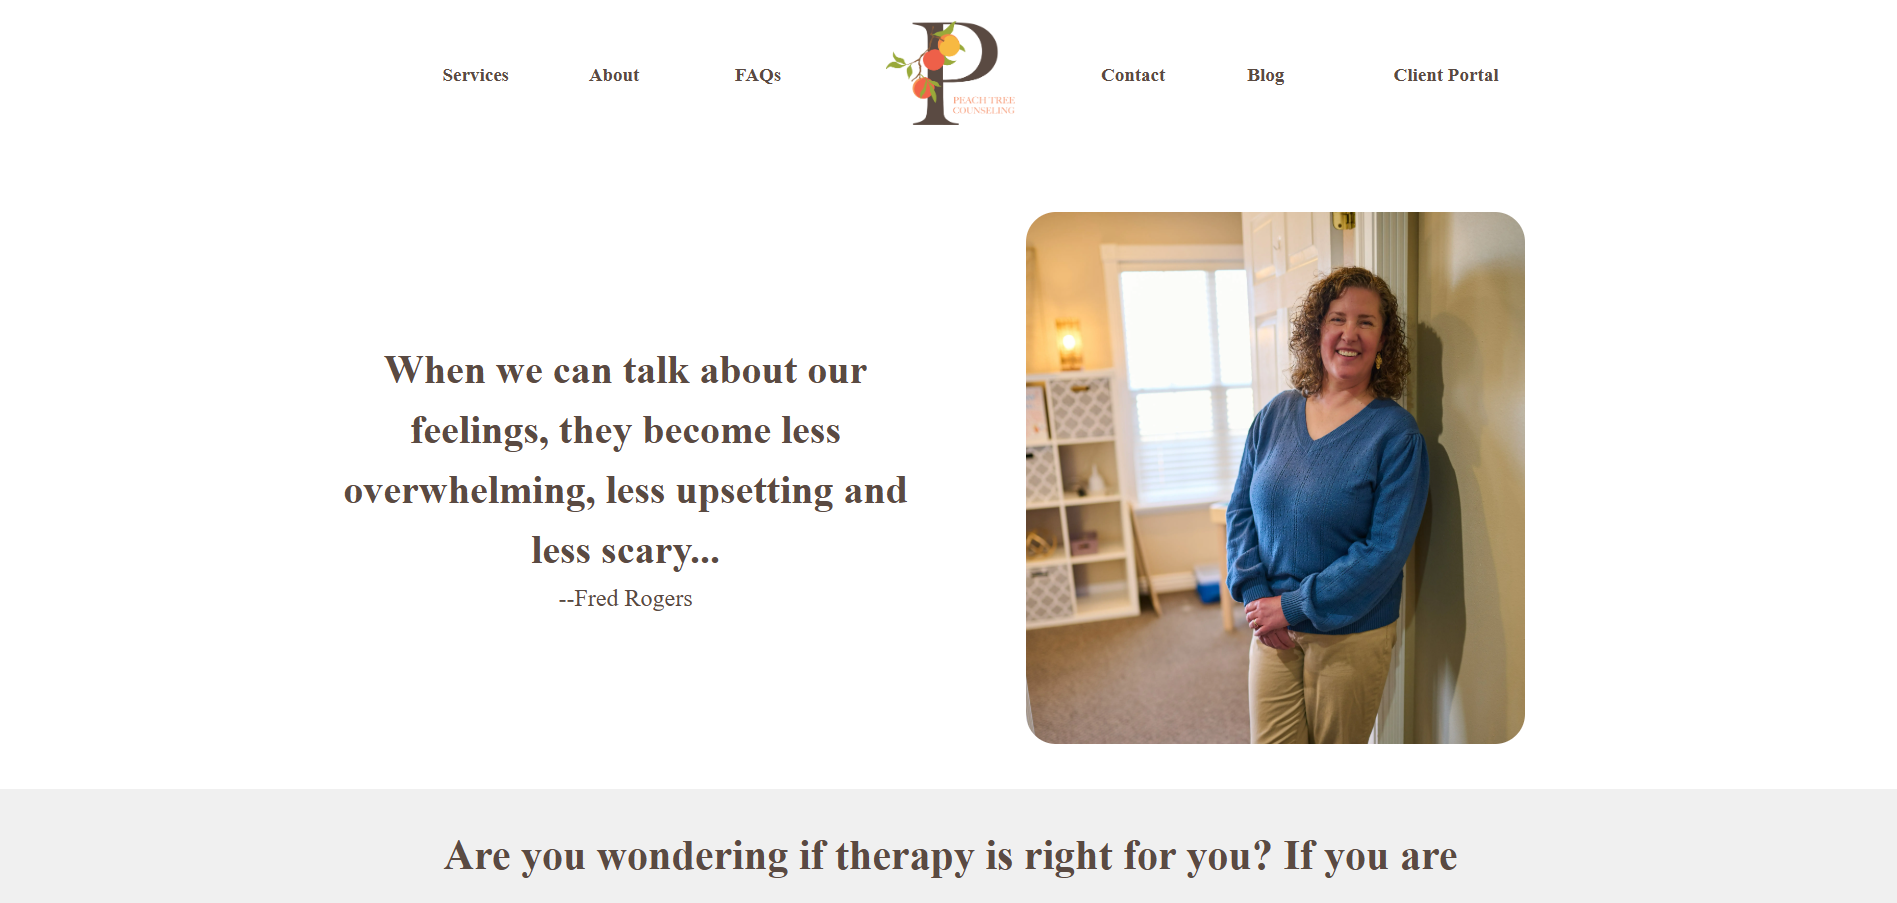 Services
About
FAQs
P
PEACH TREE
COUNSELING
Contact
Blog
Client Portal
When we can talk about our
feelings, they become less
overwhelming, less upsetting and
less scary...
--Fred Rogers
Are you wondering if therapy is right for you? If you are